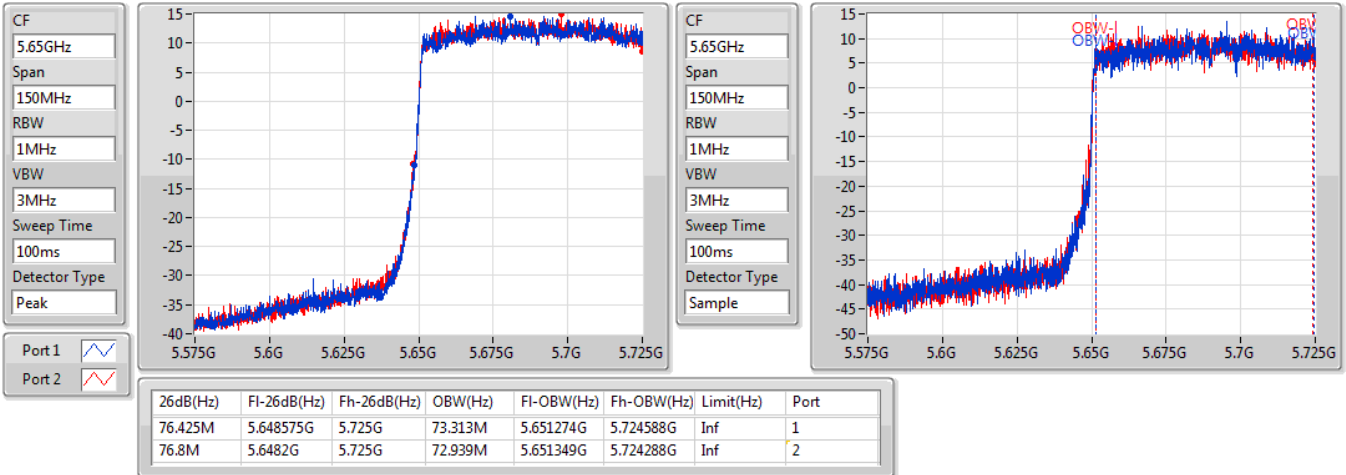 CF
5.65GHz
Span
150MHz
RBW
1MHz
VBW
3MHz
Sweep Time
100ms
Detector Type
Peak
Port 1
Port 2
15
10
5
0
-5
-10
-15
-20
-25
-30
-35
-40
5.575G 5.6G 5.625G 5.65G 5.675G 5.7G 5.725G
CF
5.65GHz
Span
150MHz
RBW
1MHz
VBW
3MHz
Sweep Time
100ms
Detector Type
Sample
15
10
5
0
-5
-10
-15
-20
-25
-30
-35
-40
-45
-50
OBW-|
OBW
OBW
OBW
5.575G 5.6G 5.625G 5.65G 5.675G 5.7G 5.725G
26dB(Hz) Fl-26dB(Hz) Fh-26dB(Hz) OBW(Hz) Fl-OBW(Hz) Fh-OBW(Hz) Limit(Hz) Port
76.425M 5.648575G 5.725G 73.313M 5.651274G 5.724588G Inf 1
76.8M 5.6482G 5.725G 72.939M 5.651349G 5.724288G Inf 2